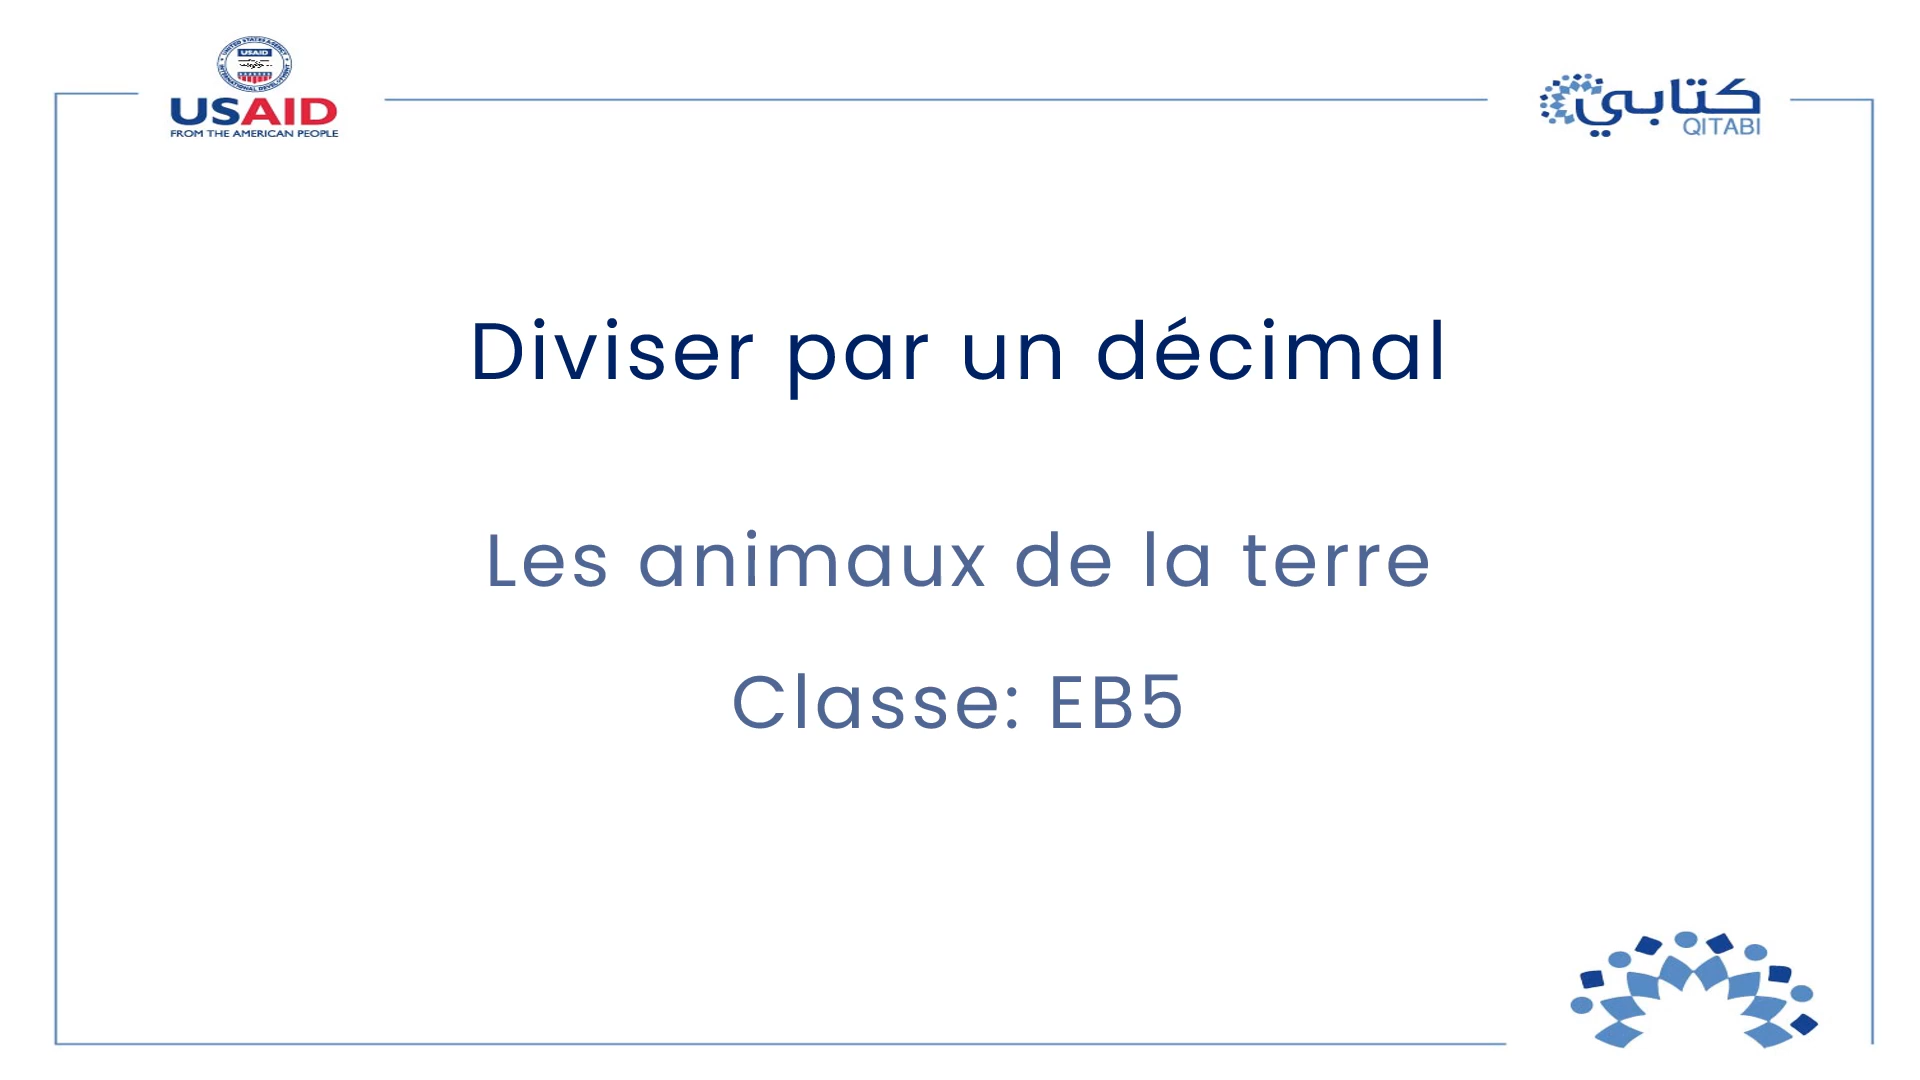 USAID
FROM THE AMERICAN PEOPLE
كتابي
QITABI
Diviser par un décimal
Les animaux de la terre
Classe: EB5